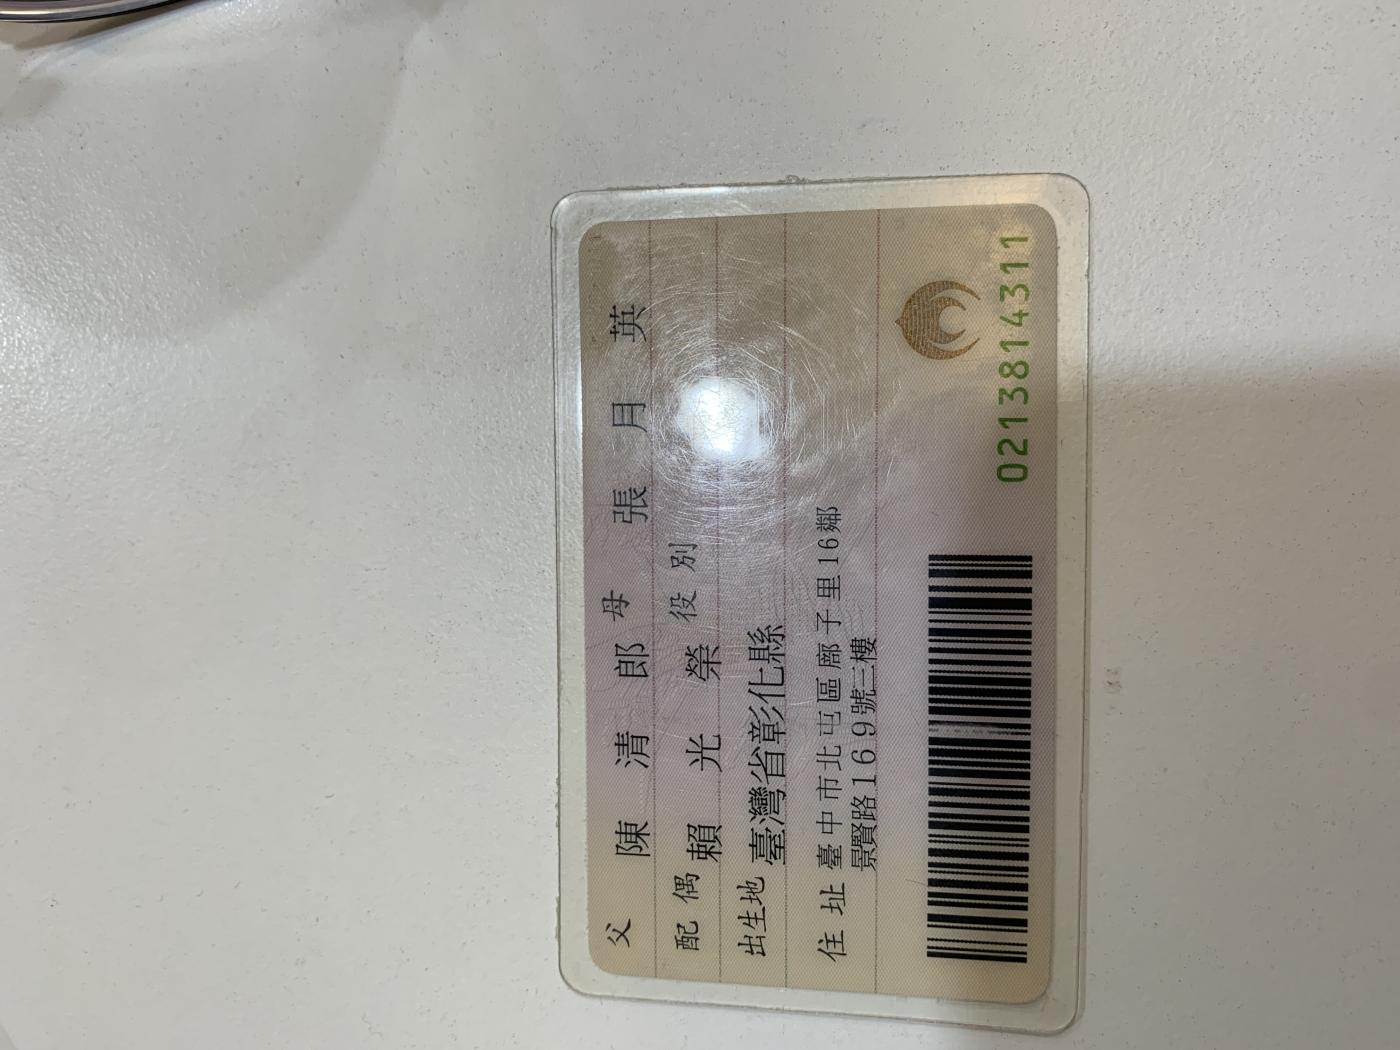 父 陳清郎 母 張月英
配偶 賴光榮 役別
出生地 臺灣省彰化縣
住址 臺中市北屯區廍子里16鄰
景賢路169號三樓
0213814311